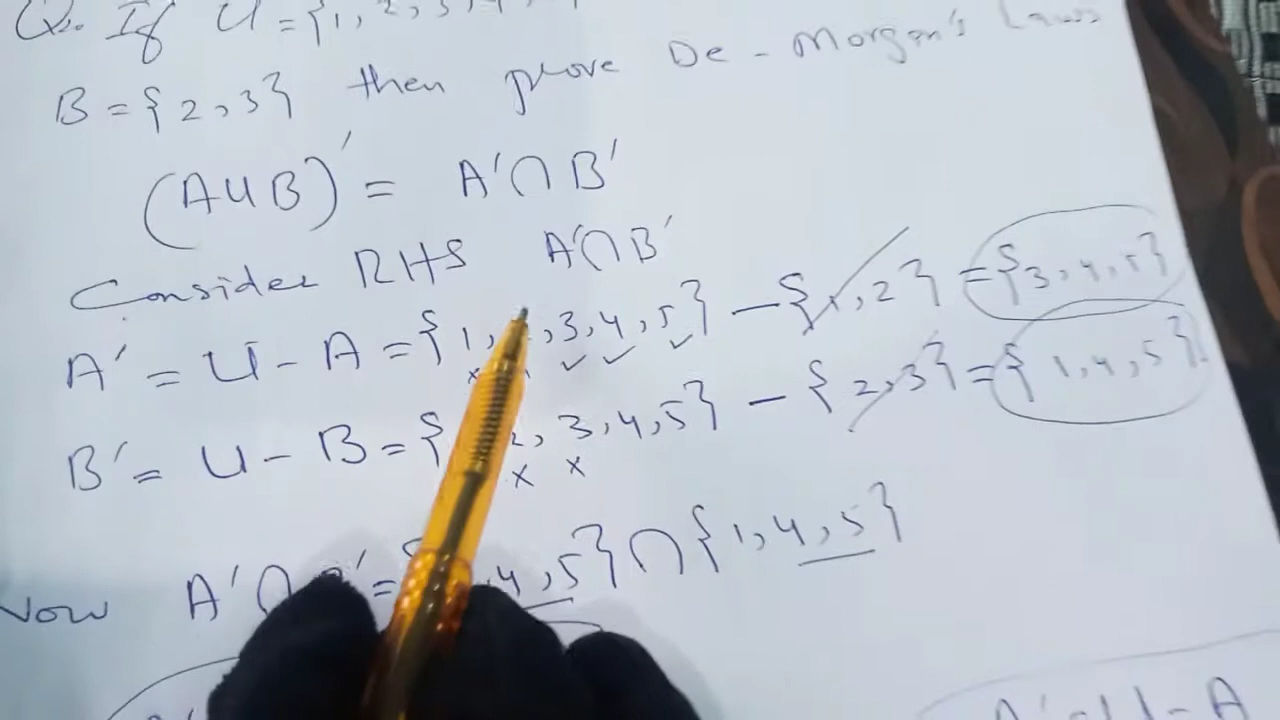 Q. If U = {1, 2, 3, 4,
B = {2, 3} then prove De-Morgan's Laws
(A∪B)' = A'∩B'
Consider RHS A'∩B'
A' = U - A = {1, , 3, 4, 5} - {1, 2} = {3, 4, 5}
B' = U - B = { 2, 3, 4, 5} - {2, 3} = {1, 4, 5}
Now A'∩ ' = { , 4, 5} ∩ {1, 4, 5}
A' = U - A